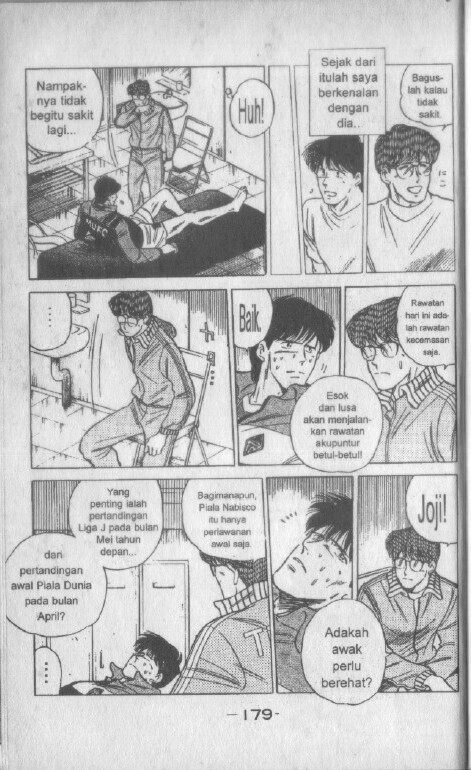 Bagus-
lah kalau
tidak
sakit.
Sejak dari
itulah saya
berkenalan
dengan
dia..
Huh!
Nampak-
nya tidak
begitu sakit
lagi...
Rawatan
hari ini ada-
lah rawatan
kecemasan
saja.
Esok
dan lusa
akan menjalan-
kan rawatan
akupuntur
betul-betul!
Baik.
....
Joji!
Adakah
awak
perlu
berehat?
Bagimanapun,
Piala Nabisco
itu hanya
perlawanan
awal saja.
Yang
penting ialah
pertandingan
Liga J pada bulan
Mei tahun
depan...
dan
pertandingan
awal Piala Dunia
pada bulan
April?
.....
T
-179-